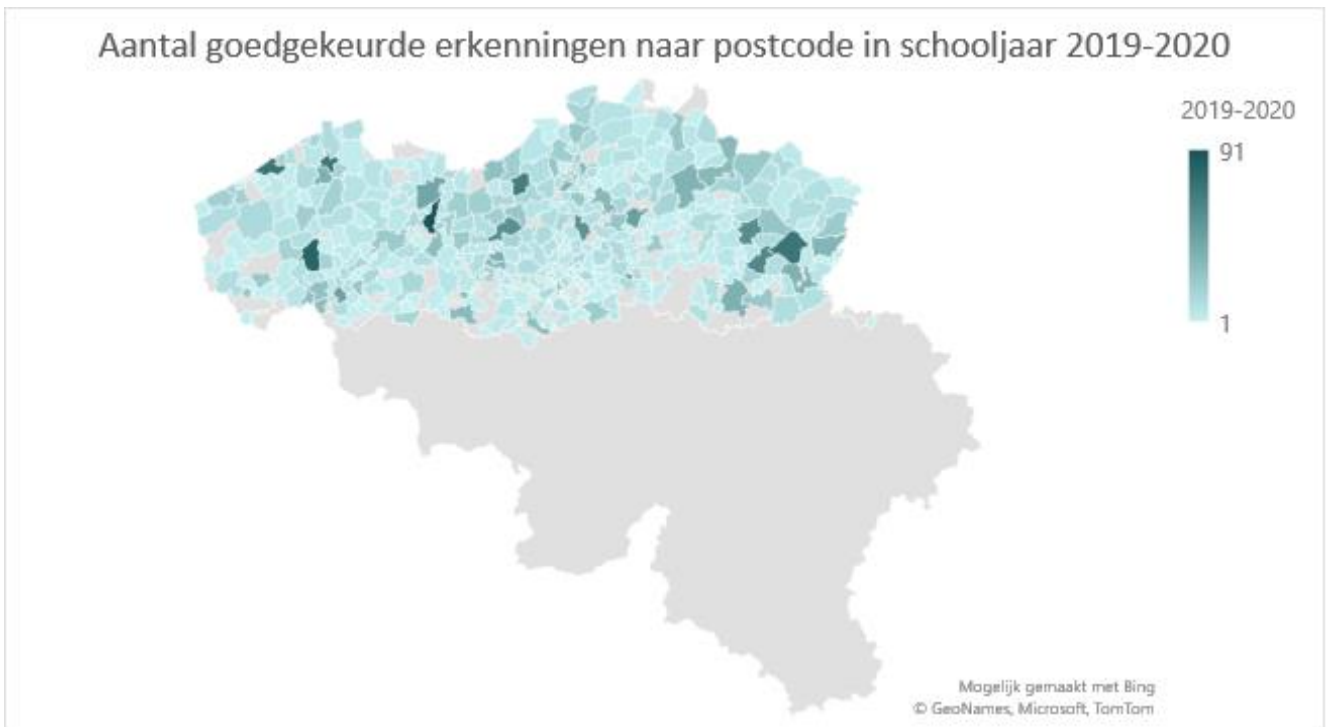 Aantal goedgekeurde erkenningen naar postcode in schooljaar 2019-2020
2019-2020
91
1
Mogelijk gemaakt met Bing
© GeoNames, Microsoft, TomTom